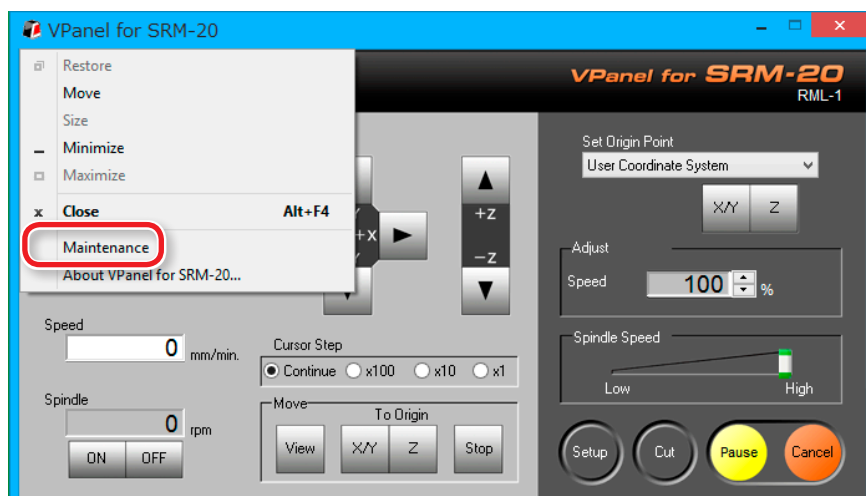 VPanel for SRM-20
Restore
Move
Size
Minimize
Maximize
Close Alt+F4
Maintenance
About VPanel for SRM-20...
VPanel for SRM-20
RML-1
+X
+Z
-Z
Speed
0 mm/min.
Spindle
0 rpm
ON OFF
Cursor Step
Continue x100 x10 x1
Move
To Origin
View X/Y Z Stop
Set Origin Point
User Coordinate System
X/Y Z
Adjust
Speed 100 %
Spindle Speed
Low High
Setup Cut Pause Cancel